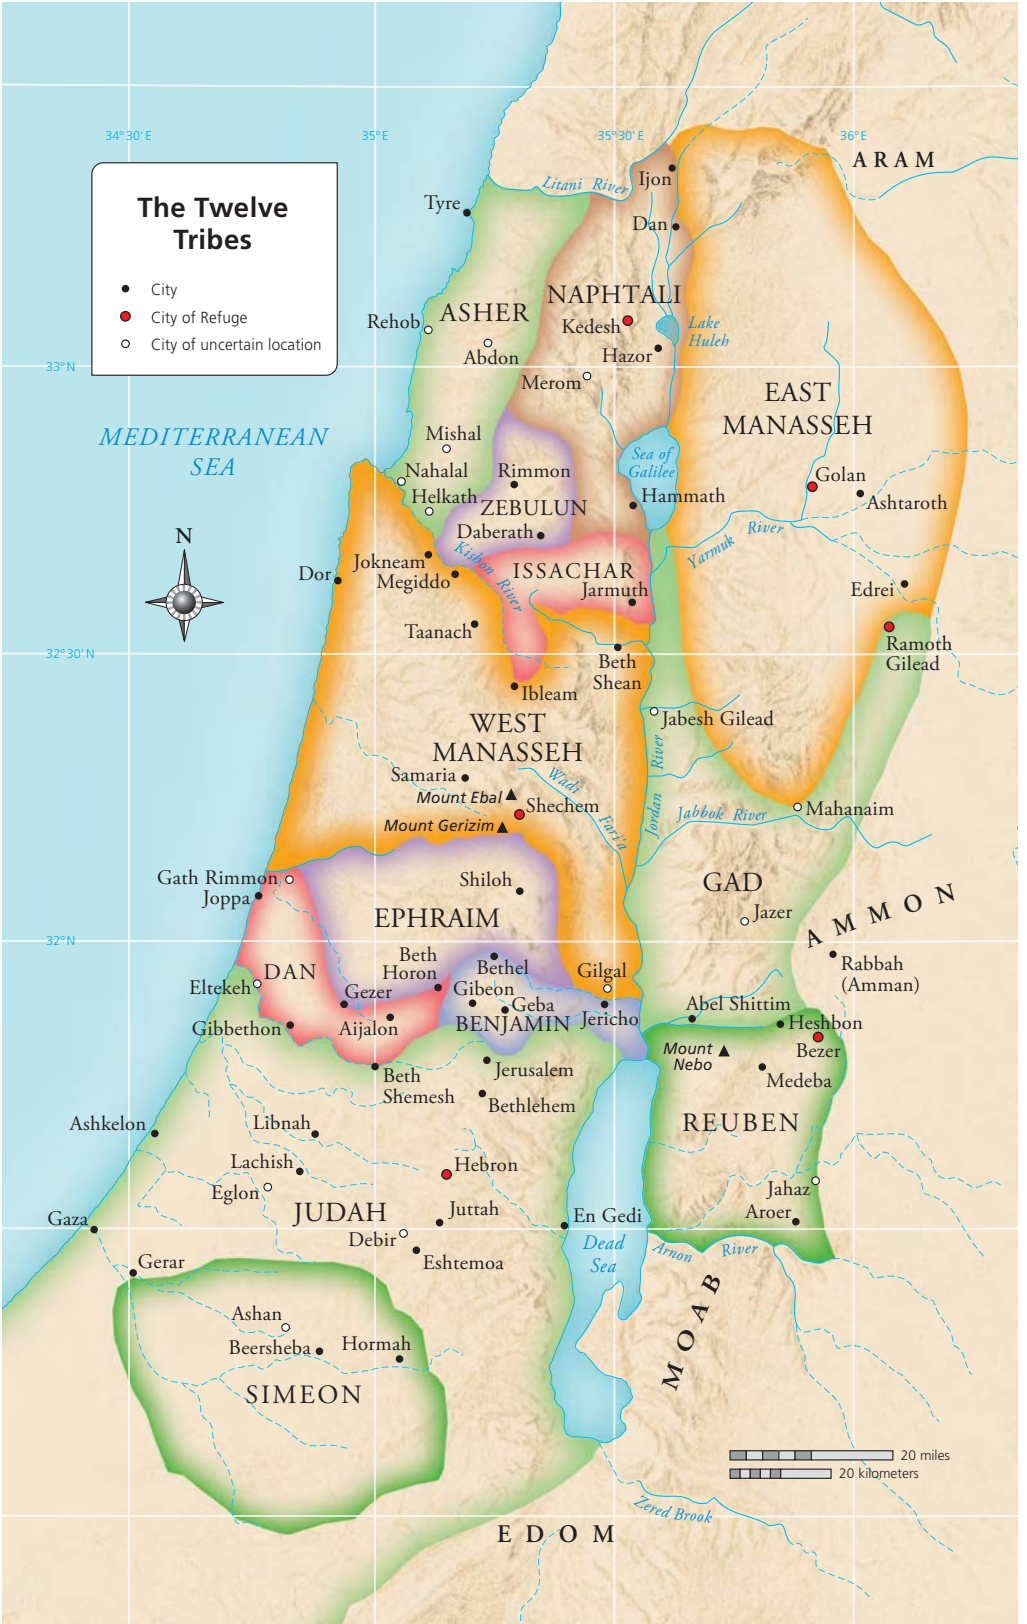 34°30' E
35°E
35°30' E
36°E
ARAM
The Twelve
Tribes
City
City of Refuge
City of uncertain location
Litani River
Ijon
Tyre
Dan
NAPHTALI
ASHER
Rehob
Kedesh
Lake
Huleh
Abdon
Hazor
33°N
Merom
EAST
MANASSEH
MEDITERRANEAN
SEA
Mishal
Sea of
Galilee
Nahalal
Rimmon
Golan
Helkath
Hammath
Ashtaroth
ZEBULUN
Daberath
Yarmuk River
N
Jokneam
Kishon River
ISSACHAR
Dor
Megiddo
Jarmuth
Edrei
Taanach
Ramoth
Gilead
32°30' N
Beth
Shean
Ibleam
Jabesh Gilead
WEST
MANASSEH
Jordan River
Samaria
Wadi Fari'a
Mount Ebal
Shechem
Mahanaim
Mount Gerizim
Jabbok River
Gath Rimmon
Shiloh
GAD
Joppa
EPHRAIM
Jazer
AMMON
32°N
Beth
Horon
Bethel
Gilgal
Rabbah
(Amman)
DAN
Eltekeh
Gezer
Gibeon
Geba
Abel Shittim
Gibbethon
Aijalon
BENJAMIN
Jericho
Heshbon
Mount
Nebo
Bezer
Jerusalem
Medeba
Beth
Shemesh
Bethlehem
Ashkelon
Libnah
REUBEN
Lachish
Hebron
Eglon
Jahaz
JUDAH
Juttah
Aroer
Gaza
En Gedi
Debir
Dead
Sea
Arnon River
Gerar
Eshtemoa
MOAB
Ashan
Beersheba
Hormah
SIMEON
20 miles
20 kilometers
Zered Brook
EDOM